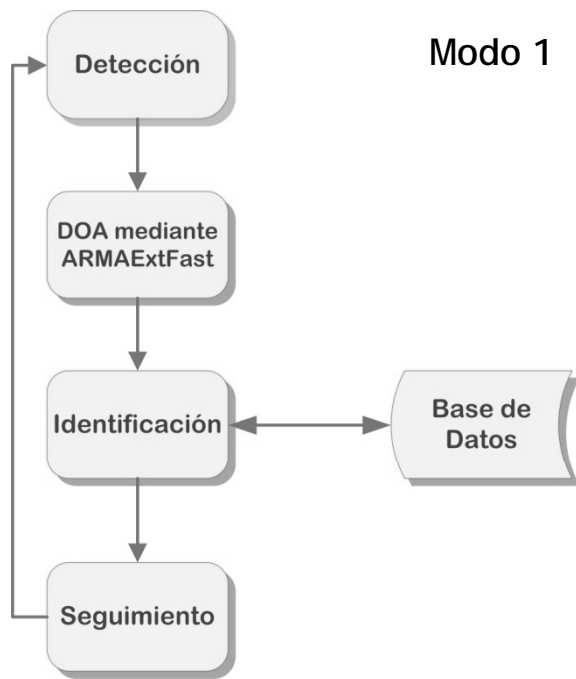 Modo 1
Detección
DOA mediante
ARMAExtFast
Identificación
Base de
Datos
Seguimiento